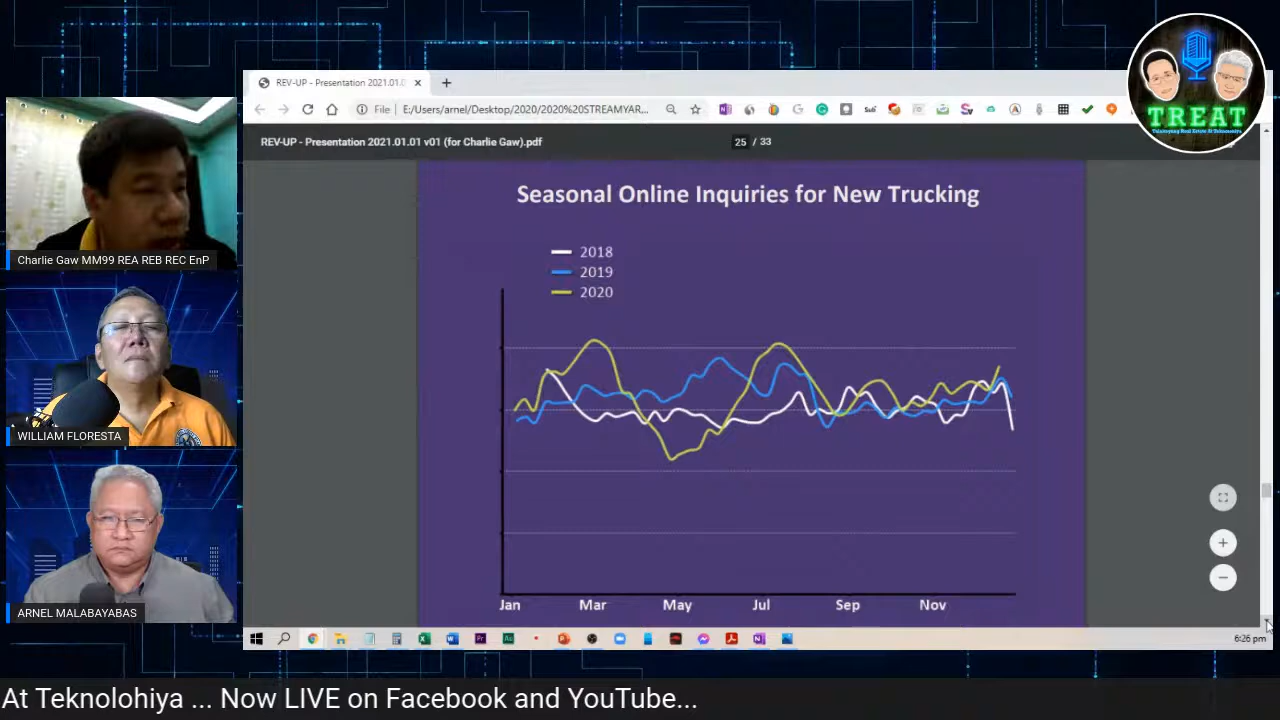 REV-UP - Presentation 2021.01.0
File
E:/Users/arnel/Desktop/2020/2020%20STREAMYAR...
TREAT
REV-UP - Presentation 2021.01.01 v01 (for Charlie Gaw).pdf
25 / 33
Seasonal Online Inquiries for New Trucking
2018
2019
2020
Jan
Mar
May
Jul
Sep
Nov
Charlie Gaw MM99 REA REB REC EnP
WILLIAM FLORESTA
ARNEL MALABAYABAS
6:26 pm
At Teknolohiya ... Now LIVE on Facebook and YouTube...